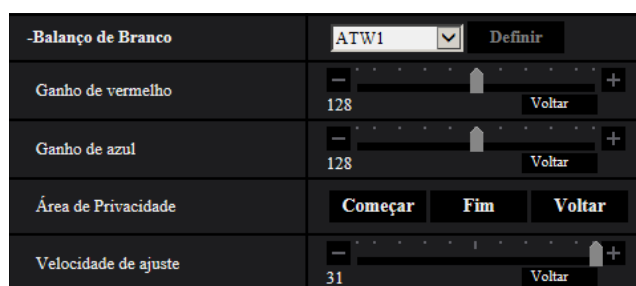 -Balanço de Branco ATW1 Definir
Ganho de vermelho − +
128 Voltar
Ganho de azul − +
128 Voltar
Área de Privacidade Começar Fim Voltar
Velocidade de ajuste − +
31 Voltar